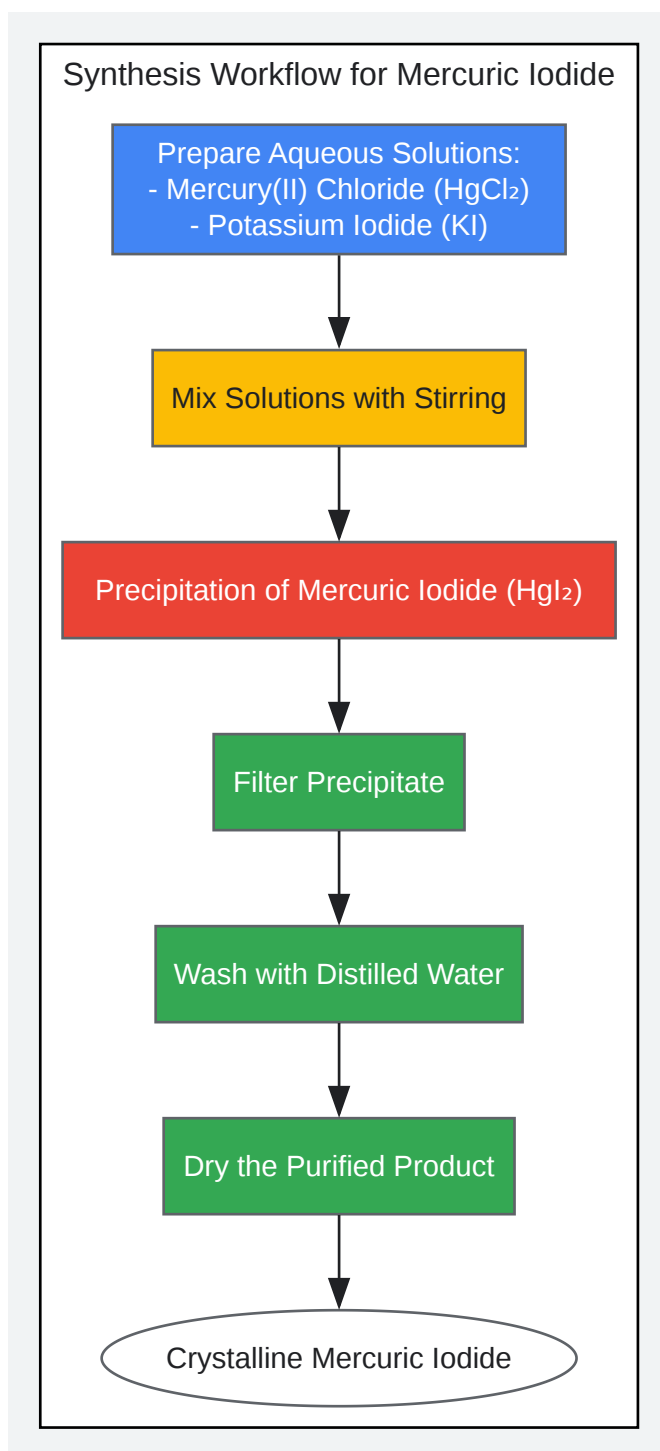 Synthesis Workflow for Mercuric Iodide
Prepare Aqueous Solutions:
- Mercury(II) Chloride (HgCl₂)
- Potassium Iodide (KI)
Mix Solutions with Stirring
Precipitation of Mercuric Iodide (HgI₂)
Filter Precipitate
Wash with Distilled Water
Dry the Purified Product
Crystalline Mercuric Iodide